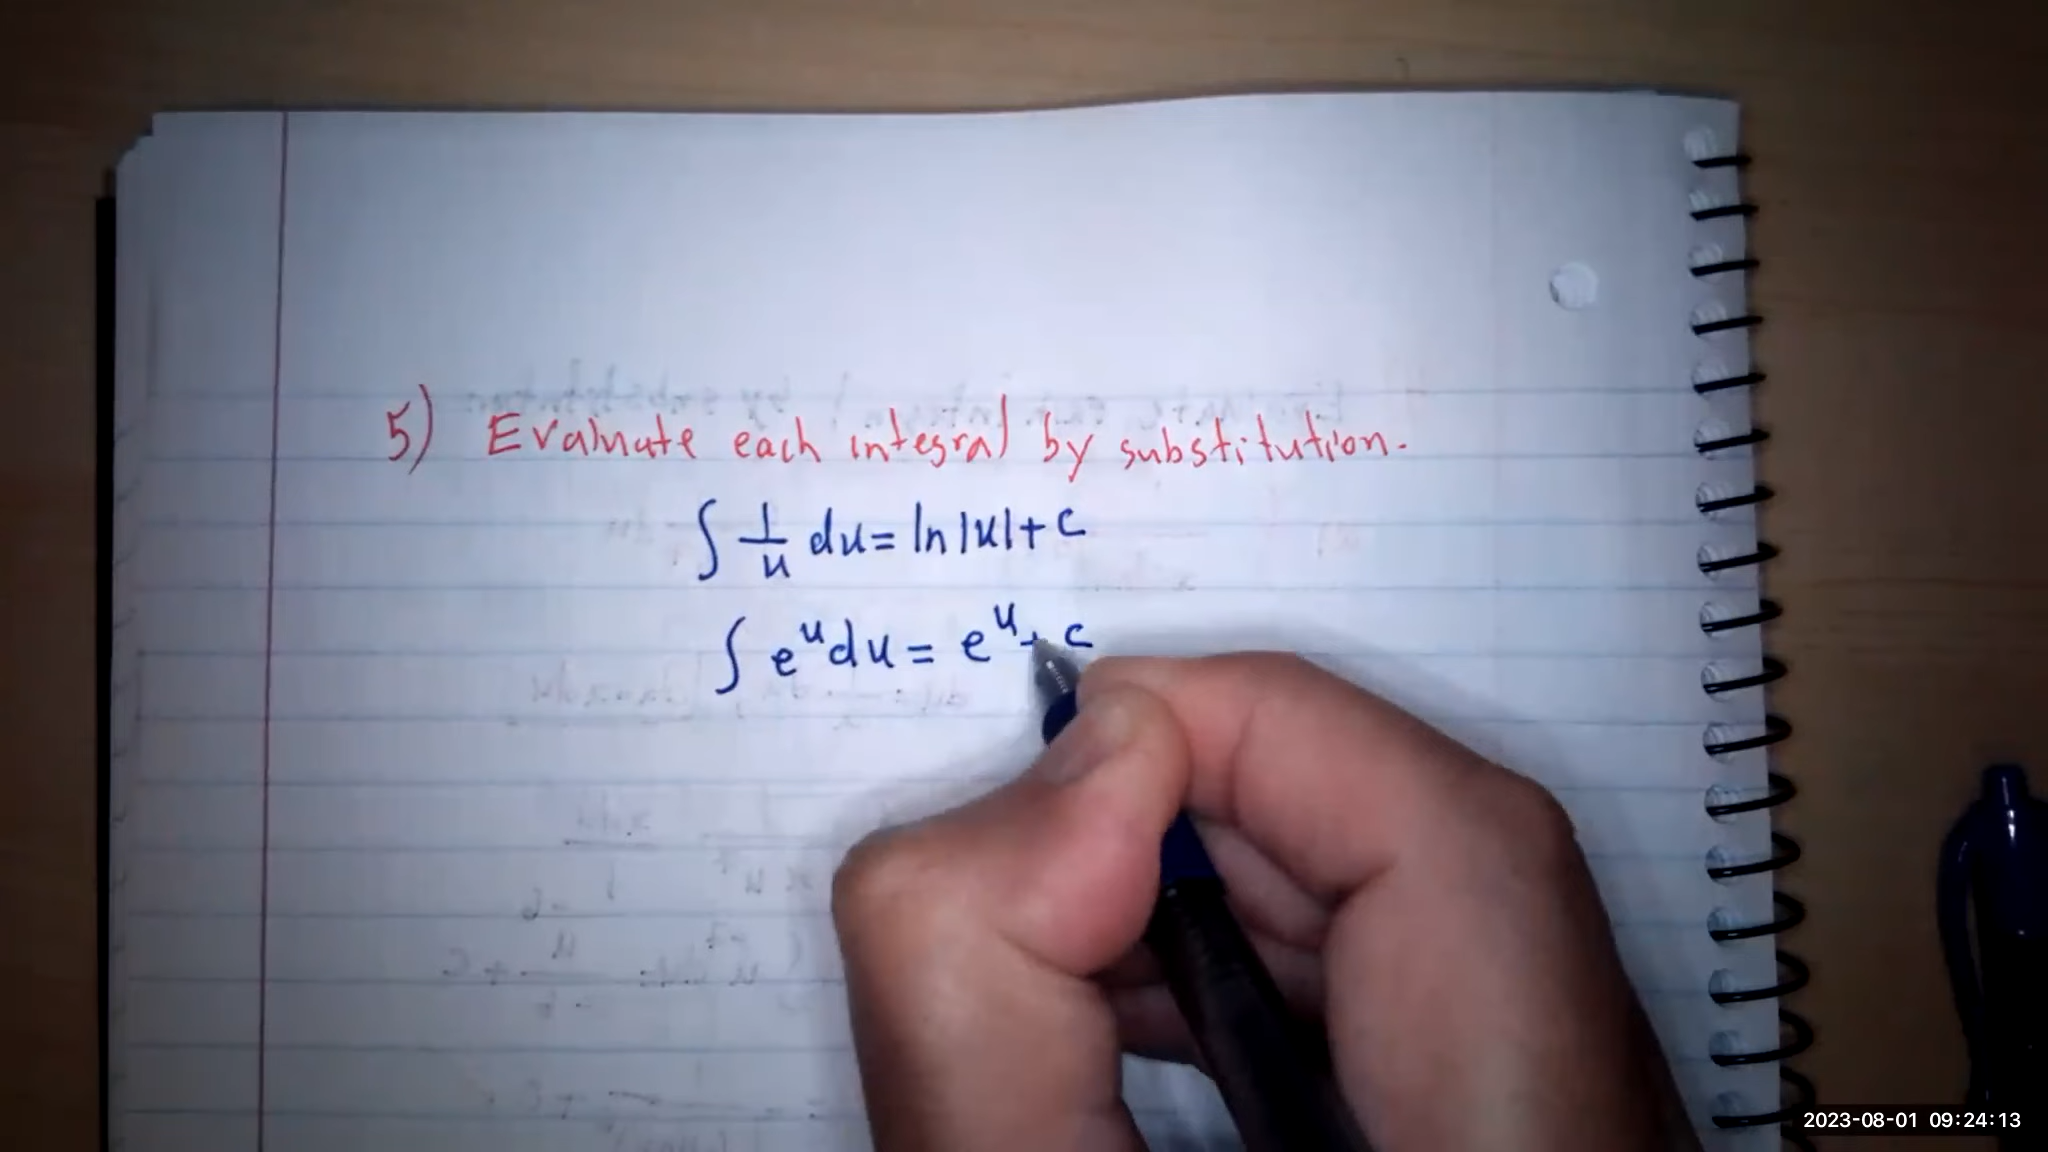 5) Evaluate each integral by substitution.
∫ 1/u du = ln|u| + c
∫ e^u du = e^u + c
2023-08-01 09:24:13